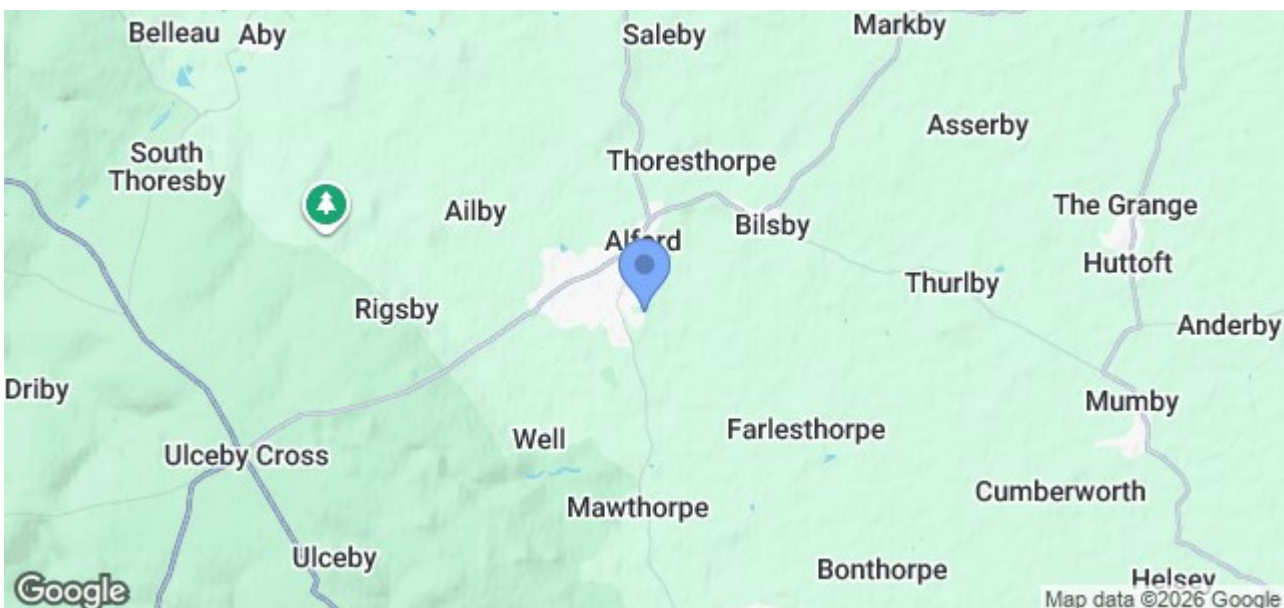 Belleau
Aby
Saleby
Markby
Asserby
South
Thoresby
Thoresthorpe
Ailby
Alford
Bilsby
The Grange
Huttoft
Thurlby
Rigsby
Anderby
Driby
Mumby
Well
Farlesthorpe
Ulceby Cross
Cumberworth
Mawthorpe
Ulceby
Bonthorpe
Helsey
Google
Map data ©2026 Google